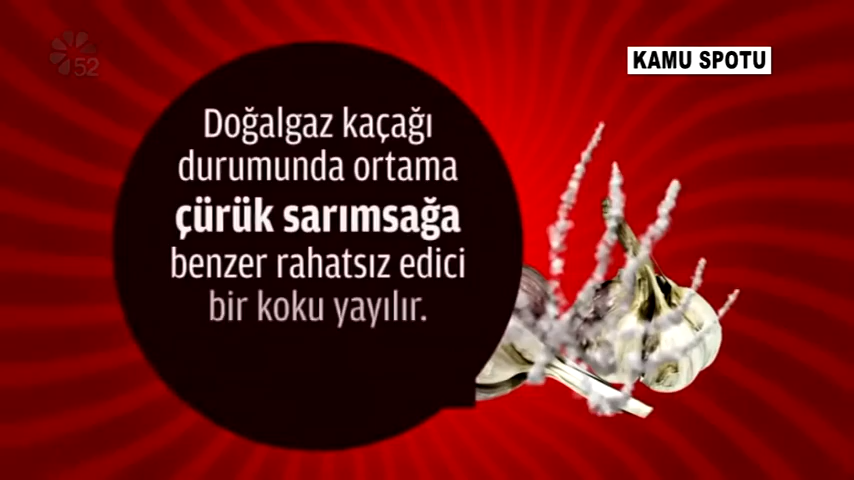 52
KAMU SPOTU
Doğalgaz kaçağı
durumunda ortama
çürük sarımsağa
benzer rahatsız edici
bir koku yayılır.